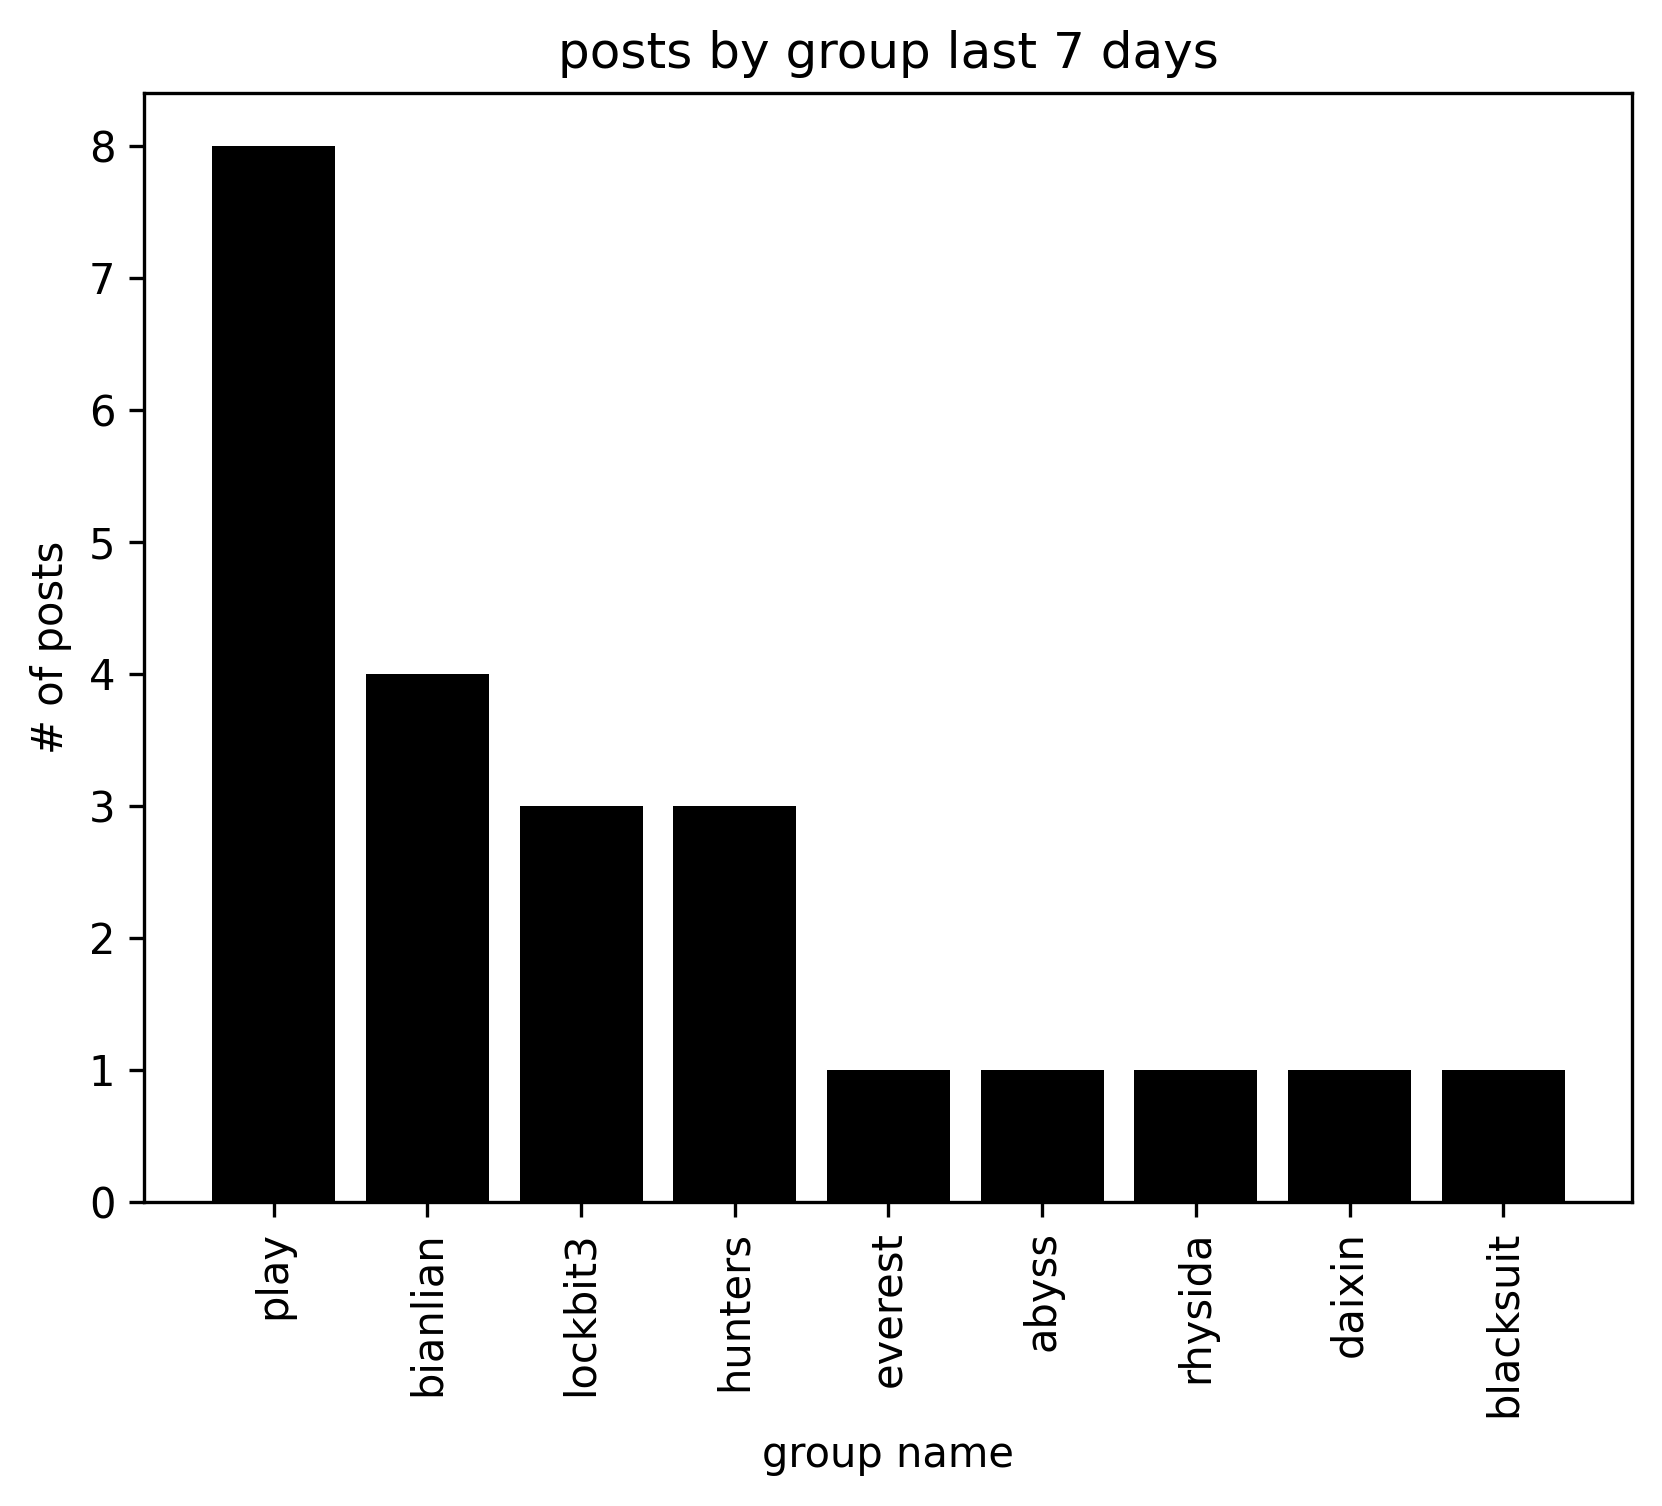 posts by group last 7 days
8
7
6
5
4
3
2
1
0
# of posts
play
bianlian
lockbit3
hunters
everest
abyss
rhysida
daixin
blacksuit
group name